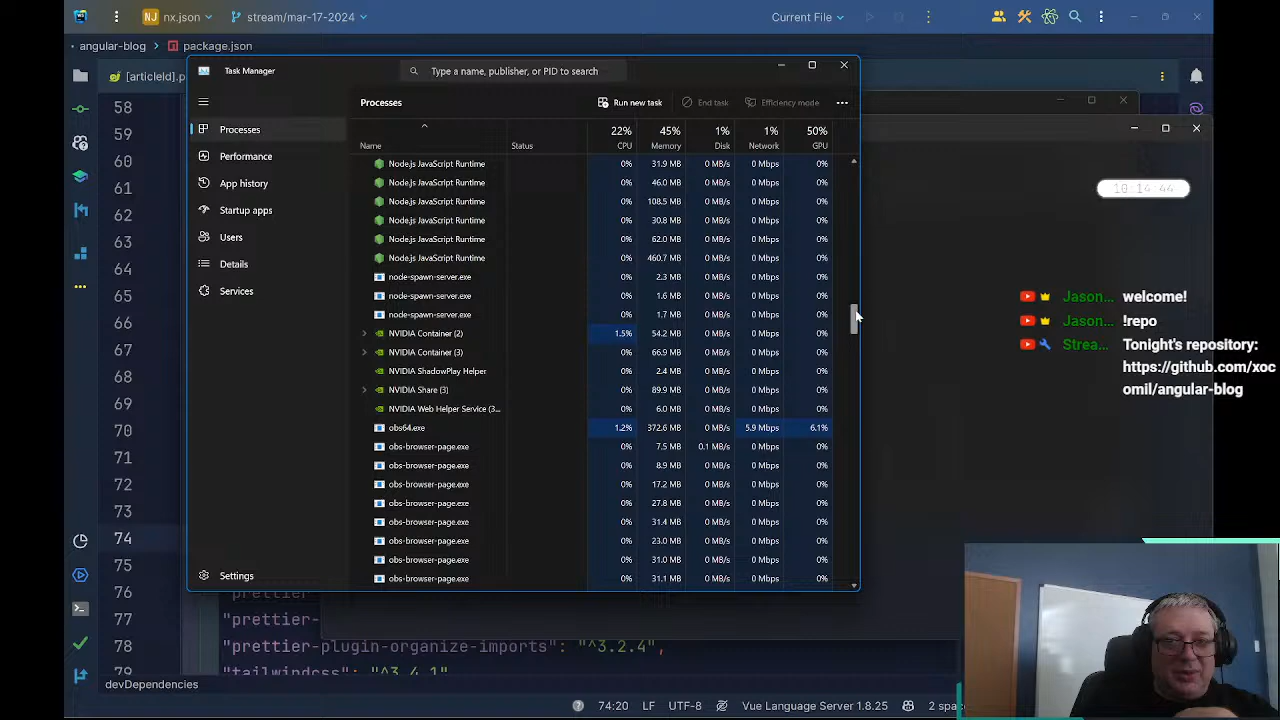 NJ nx.json
stream/mar-17-2024
Current File
angular-blog
package.json
[articleId].p
58
59
60
61
62
63
64
65
66
67
68
69
70
71
72
73
74
75
76
77
78
79
Task Manager
Type a name, publisher, or PID to search
Processes
Performance
App history
Startup apps
Users
Details
Services
Settings
Processes
Run new task
End task
Efficiency mode
22% 45% 1% 1% 50%
Name Status CPU Memory Disk Network GPU
Node.js JavaScript Runtime 0% 31.9 MB 0 MB/s 0 Mbps 0%
Node.js JavaScript Runtime 0% 46.0 MB 0 MB/s 0 Mbps 0%
Node.js JavaScript Runtime 0% 108.5 MB 0 MB/s 0 Mbps 0%
Node.js JavaScript Runtime 0% 30.8 MB 0 MB/s 0 Mbps 0%
Node.js JavaScript Runtime 0% 62.0 MB 0 MB/s 0 Mbps 0%
Node.js JavaScript Runtime 0% 460.7 MB 0 MB/s 0 Mbps 0%
node-spawn-server.exe 0% 2.3 MB 0 MB/s 0 Mbps 0%
node-spawn-server.exe 0% 1.6 MB 0 MB/s 0 Mbps 0%
node-spawn-server.exe 0% 1.7 MB 0 MB/s 0 Mbps 0%
NVIDIA Container (2) 1.5% 54.2 MB 0 MB/s 0 Mbps 0%
NVIDIA Container (3) 0% 66.9 MB 0 MB/s 0 Mbps 0%
NVIDIA ShadowPlay Helper 0% 2.4 MB 0 MB/s 0 Mbps 0%
NVIDIA Share (3) 0% 89.9 MB 0 MB/s 0 Mbps 0%
NVIDIA Web Helper Service (3... 0% 6.0 MB 0 MB/s 0 Mbps 0%
obs64.exe 1.2% 372.6 MB 0 MB/s 5.9 Mbps 6.1%
obs-browser-page.exe 0% 7.5 MB 0.1 MB/s 0 Mbps 0%
obs-browser-page.exe 0% 8.9 MB 0 MB/s 0 Mbps 0%
obs-browser-page.exe 0% 17.2 MB 0 MB/s 0 Mbps 0%
obs-browser-page.exe 0% 27.8 MB 0 MB/s 0 Mbps 0%
obs-browser-page.exe 0% 31.4 MB 0 MB/s 0 Mbps 0%
obs-browser-page.exe 0% 23.0 MB 0 MB/s 0 Mbps 0%
obs-browser-page.exe 0% 31.0 MB 0 MB/s 0 Mbps 0%
obs-browser-page.exe 0% 31.1 MB 0 MB/s 0 Mbps 0%
10:14:44
Jason... welcome!
Jason... !repo
Strea... Tonight's repository:
https://github.com/xoc
omil/angular-blog
"prettier-
"prettier-plugin-organize-imports": "^3.2.4",
"tailwindcss": "^3.4.1"
devDependencies
74:20 LF UTF-8 Vue Language Server 1.8.25 2 spac